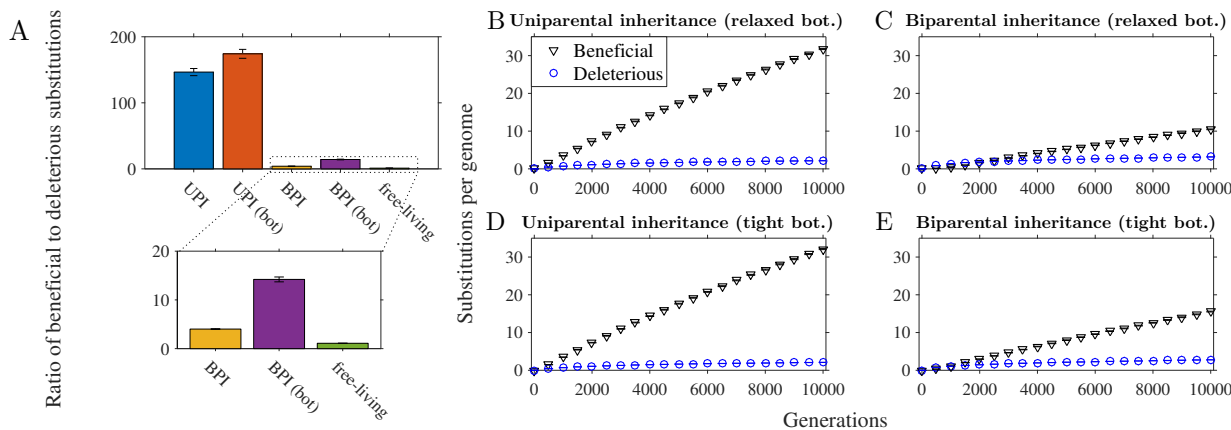 A
Ratio of beneficial to deleterious substitutions
200
100
0
UPI
UPI (bot)
BPI
BPI (bot)
free-living
20
10
0
BPI
BPI (bot)
free-living
Substitutions per genome
B Uniparental inheritance (relaxed bot.)
Beneficial
Deleterious
30
20
10
0
0 2000 4000 6000 8000 10000
C Biparental inheritance (relaxed bot.)
30
20
10
0
0 2000 4000 6000 8000 10000
D Uniparental inheritance (tight bot.)
30
20
10
0
0 2000 4000 6000 8000 10000
E Biparental inheritance (tight bot.)
30
20
10
0
0 2000 4000 6000 8000 10000
Generations